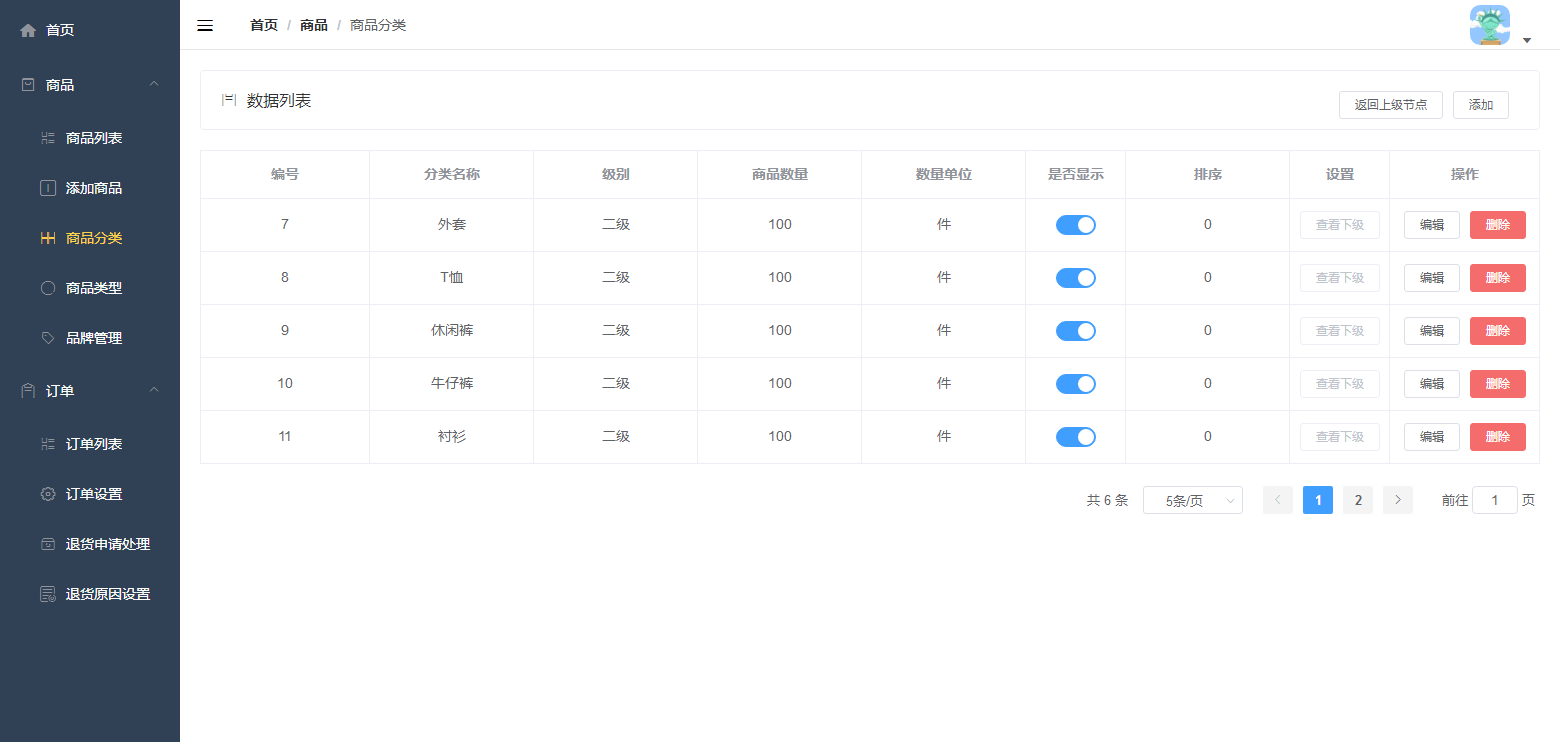 首页
商品
商品列表
添加商品
商品分类
商品类型
品牌管理
订单
订单列表
订单设置
退货申请处理
退货原因设置
首页 / 商品 / 商品分类
数据列表
返回上级节点 添加
编号 分类名称 级别 商品数量 数量单位 是否显示 排序 设置 操作
7 外套 二级 100 件 0 查看下级 编辑 删除
8 T恤 二级 100 件 0 查看下级 编辑 删除
9 休闲裤 二级 100 件 0 查看下级 编辑 删除
10 牛仔裤 二级 100 件 0 查看下级 编辑 删除
11 衬衫 二级 100 件 0 查看下级 编辑 删除
共 6 条 5条/页 1 2 前往 1 页